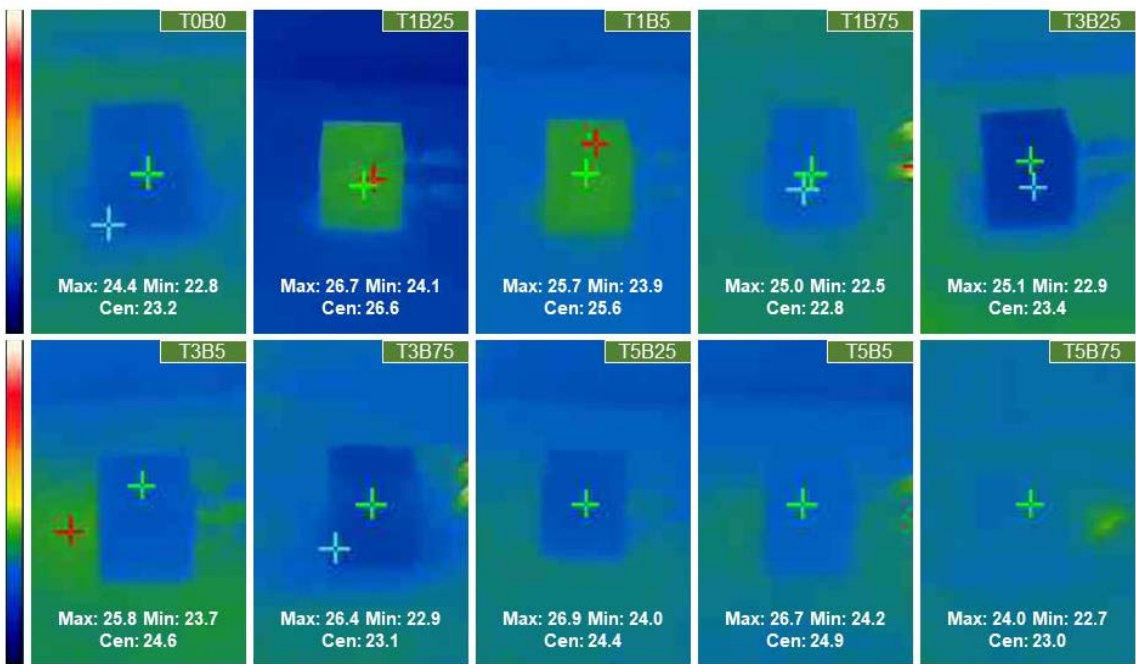 T0B0
Max: 24.4 Min: 22.8
Cen: 23.2
T1B25
Max: 26.7 Min: 24.1
Cen: 26.6
T1B5
Max: 25.7 Min: 23.9
Cen: 25.6
T1B75
Max: 25.0 Min: 22.5
Cen: 22.8
T3B25
Max: 25.1 Min: 22.9
Cen: 23.4
T3B5
Max: 25.8 Min: 23.7
Cen: 24.6
T3B75
Max: 26.4 Min: 22.9
Cen: 23.1
T5B25
Max: 26.9 Min: 24.0
Cen: 24.4
T5B5
Max: 26.7 Min: 24.2
Cen: 24.9
T5B75
Max: 24.0 Min: 22.7
Cen: 23.0